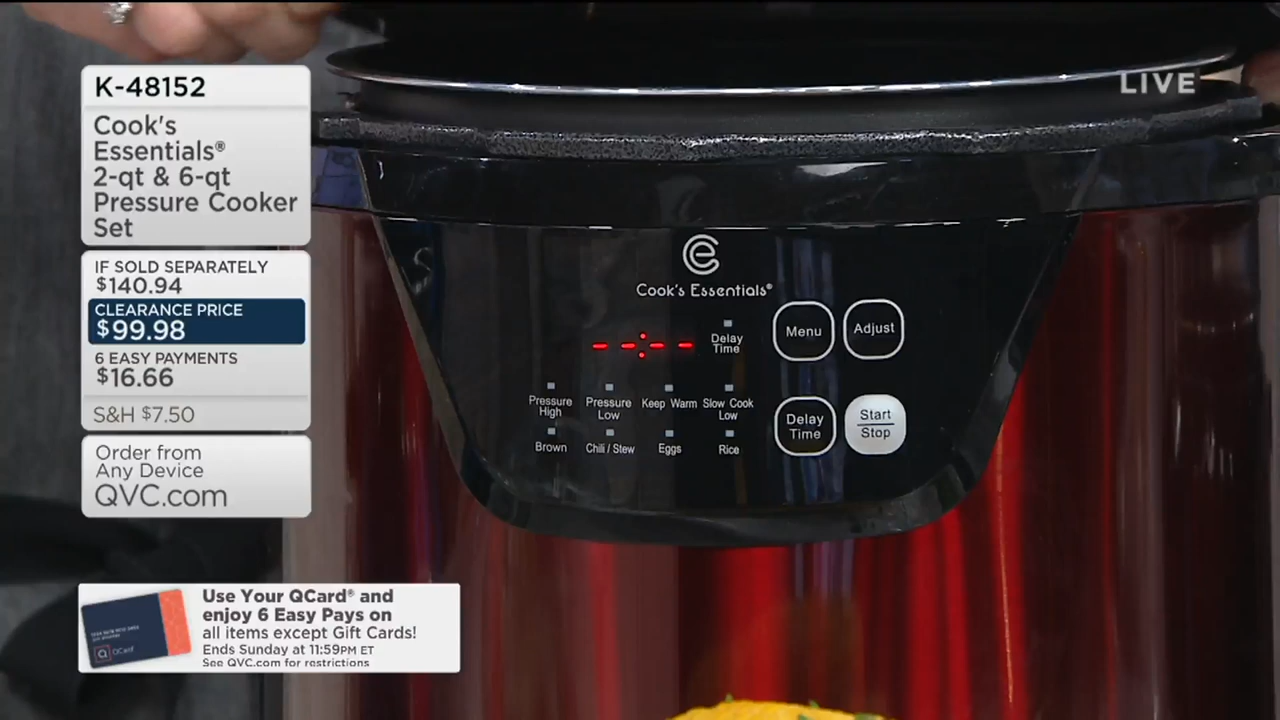 K-48152
Cook's
Essentials®
2-qt & 6-qt
Pressure Cooker
Set
IF SOLD SEPARATELY
$140.94
CLEARANCE PRICE
$99.98
6 EASY PAYMENTS
$16.66
S&H $7.50
Order from
Any Device
QVC.com
Use Your QCard® and
enjoy 6 Easy Pays on
all items except Gift Cards!
Ends Sunday at 11:59PM ET
See QVC.com for restrictions
QCard
LIVE
Cook's Essentials®
Delay
Time
Menu
Adjust
Pressure
High
Pressure
Low
Keep Warm
Slow Cook
Low
Brown
Chili / Stew
Eggs
Rice
Delay
Time
Start
Stop